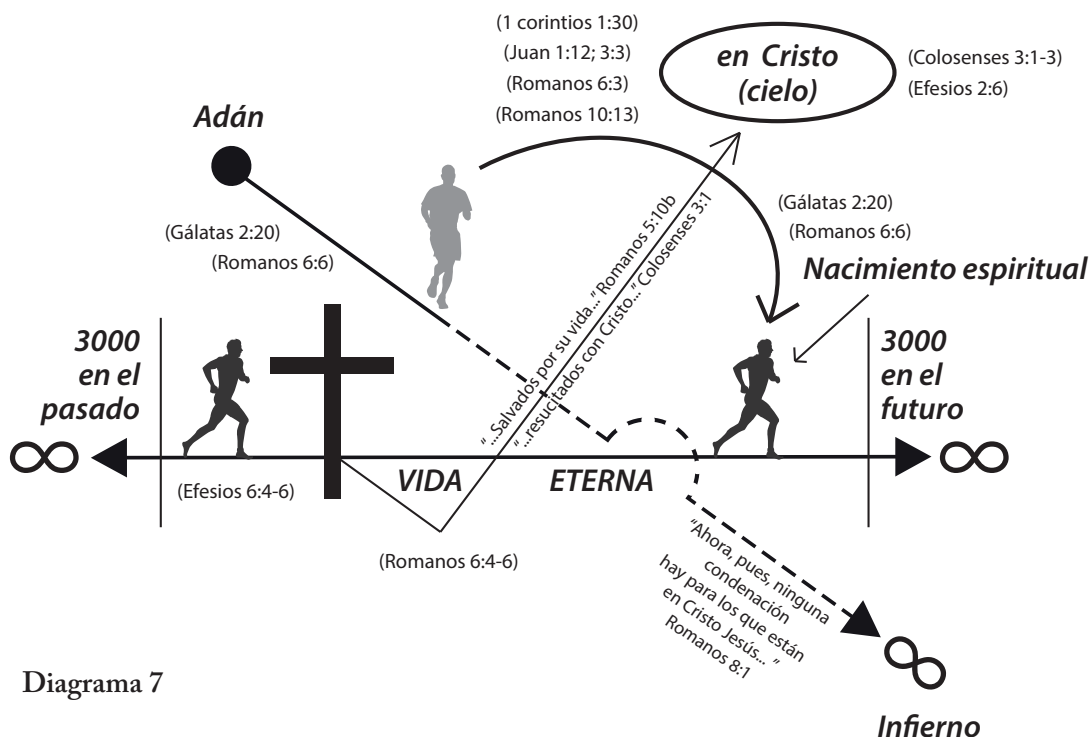 (1 corintios 1:30)
(Juan 1:12; 3:3)
(Romanos 6:3)
(Romanos 10:13)
en Cristo
(cielo)
(Colosenses 3:1-3)
(Efesios 2:6)
Adán
(Gálatas 2:20)
(Romanos 6:6)
(Gálatas 2:20)
(Romanos 6:6)
Nacimiento espiritual
"...Salvados por su vida..."Romanos 5:10b
"...resucitados con Cristo..."Colosenses 3:1
3000
en el
pasado
3000
en el
futuro
∞
∞
(Efesios 6:4-6)
VIDA ETERNA
(Romanos 6:4-6)
"Ahora, pues, ninguna
condenación
hay para los que están
en Cristo Jesús..."
Romanos 8:1
∞
Infierno
Diagrama 7